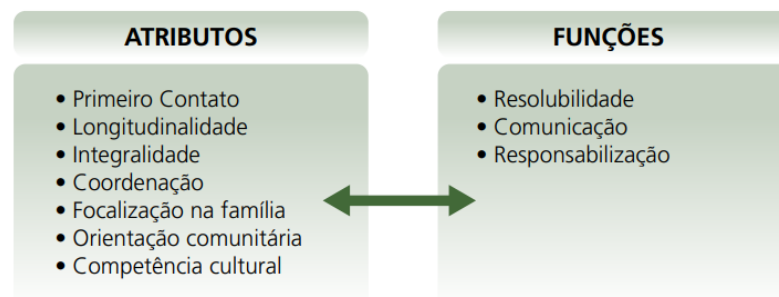 ATRIBUTOS
• Primeiro Contato
• Longitudinalidade
• Integralidade
• Coordenação
• Focalização na família
• Orientação comunitária
• Competência cultural
FUNÇÕES
• Resolubilidade
• Comunicação
• Responsabilização